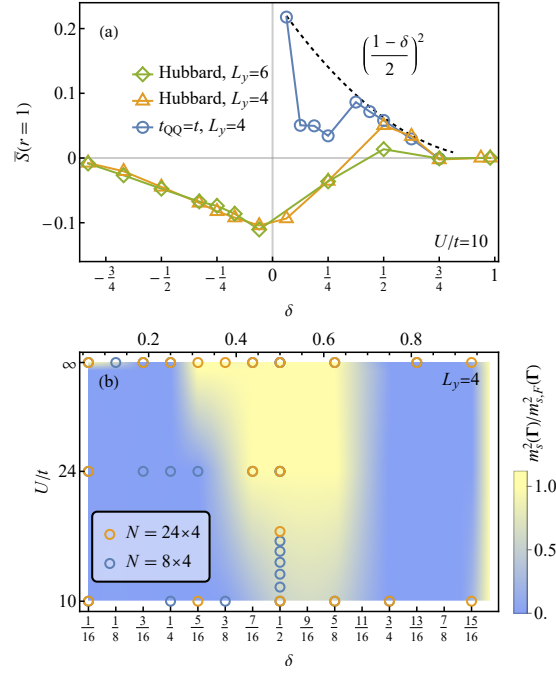 (a)
S̅(r = 1)
0.2
0.1
0
−0.1
((1−δ)/2)²
Hubbard, L_y=6
Hubbard, L_y=4
t_QQ=t, L_y=4
U/t=10
−3/4 −1/2 −1/4 0 1/4 1/2 3/4 1
δ
0.2 0.4 0.6 0.8
(b)
L_y=4
U/t
∞
24
10
N = 24×4
N = 8×4
1/16 1/8 3/16 1/4 5/16 3/8 7/16 1/2 9/16 5/8 11/16 3/4 13/16 7/8 15/16
δ
m_s²(Γ)/m_{s,F}²(Γ)
1.0
0.5
0.